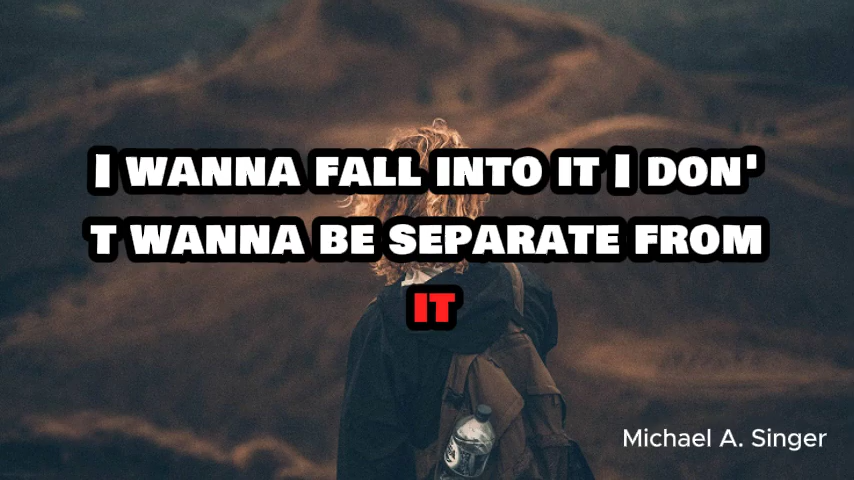 I WANNA FALL INTO IT I DON'
T WANNA BE SEPARATE FROM
IT
Michael A. Singer